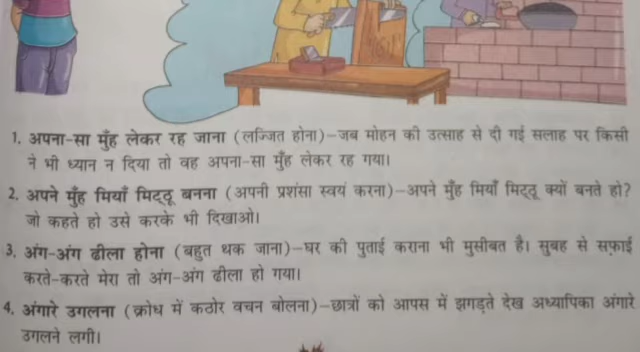 1. अपना-सा मुँह लेकर रह जाना (लज्जित होना)–जब मोहन की उत्साह से दी गई सलाह पर किसी
ने भी ध्यान न दिया तो वह अपना-सा मुँह लेकर रह गया।
2. अपने मुँह मियाँ मिट्ठू बनना (अपनी प्रशंसा स्वयं करना)–अपने मुँह मियाँ मिट्ठू क्यों बनते हो?
जो कहते हो उसे करके भी दिखाओ।
3. अंग-अंग ढीला होना (बहुत थक जाना)–घर की पुताई कराना भी मुसीबत है। सुबह से सफ़ाई
करते-करते मेरा तो अंग-अंग ढीला हो गया।
4. अंगारे उगलना (क्रोध में कठोर वचन बोलना)–छात्रों को आपस में झगड़ते देख अध्यापिका अंगारे
उगलने लगी।